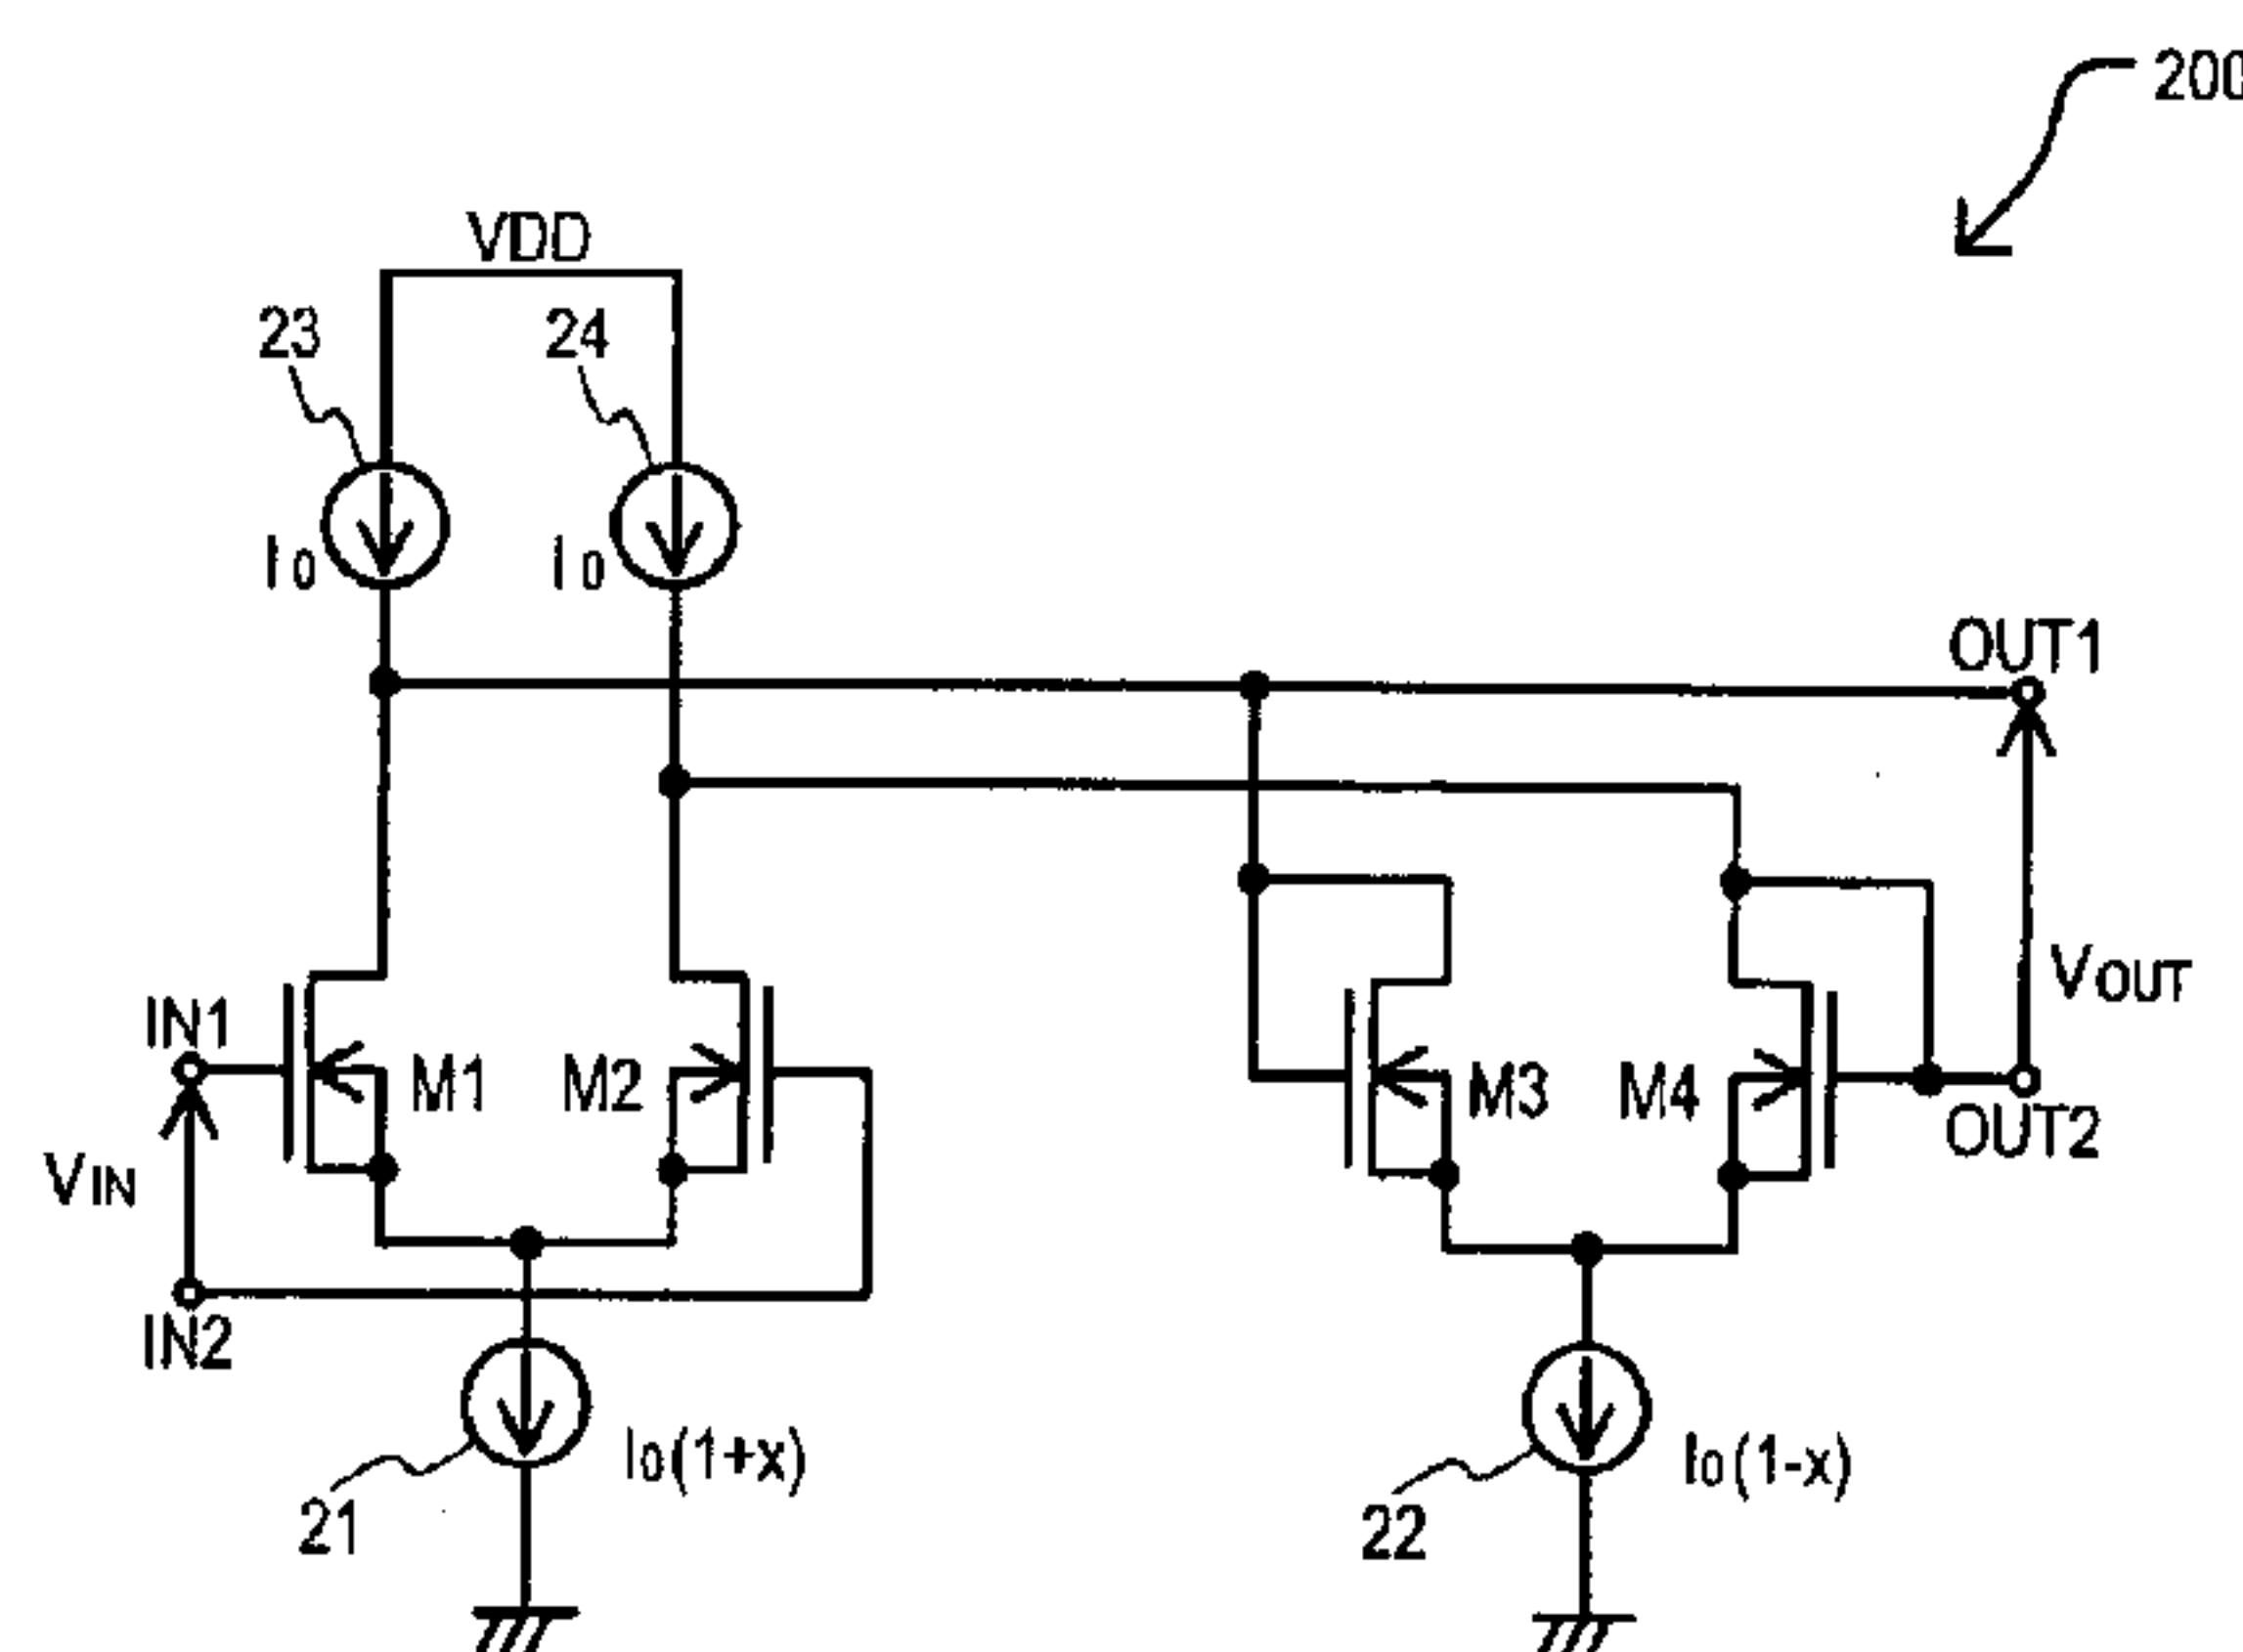 200
VDD
23
24
I0
I0
OUT1
IN1
M1
M2
M3
M4
VOUT
OUT2
VIN
IN2
I0(1+x)
I0(1-x)
21
22